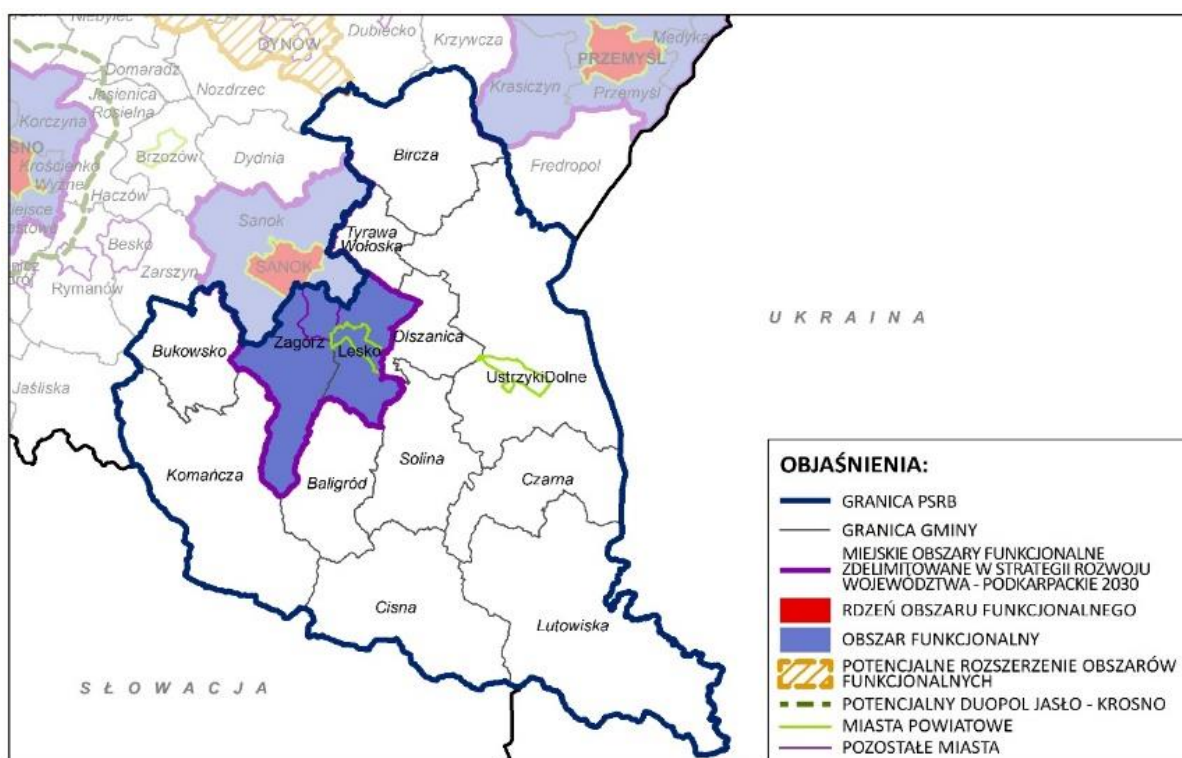 Niebylec
Dubiecko
Krzywcza
Medyka
DYNÓW
PRZEMYŚL
Domaradz
Nozdrzec
Krasiczyn
Przemyśl
Jasienica
Rosielna
Korczyna
Bircza
Brzozów
Dydnia
Fredropol
Krościenko
Wyżne
Haczów
Sanok
Tyrawa
Wołoska
Besko
Zarszyn
SANOK
Rymanów
UKRAINA
Olszanica
Zagórz
Lesko
Bukowsko
UstrzykiDolne
Jaśliska
Solina
Komańcza
Baligród
Czarna
Cisna
Lutowiska
SŁOWACJA
OBJAŚNIENIA:
GRANICA PSRB
GRANICA GMINY
MIEJSKIE OBSZARY FUNKCJONALNE
ZDELIMITOWANE W STRATEGII ROZWOJU
WOJEWÓDZTWA - PODKARPACKIE 2030
RDZEŃ OBSZARU FUNKCJONALNEGO
OBSZAR FUNKCJONALNY
POTENCJALNE ROZSZERZENIE OBSZARÓW
FUNKCJONALNYCH
POTENCJALNY DUOPOL JASŁO - KROSNO
MIASTA POWIATOWE
POZOSTAŁE MIASTA